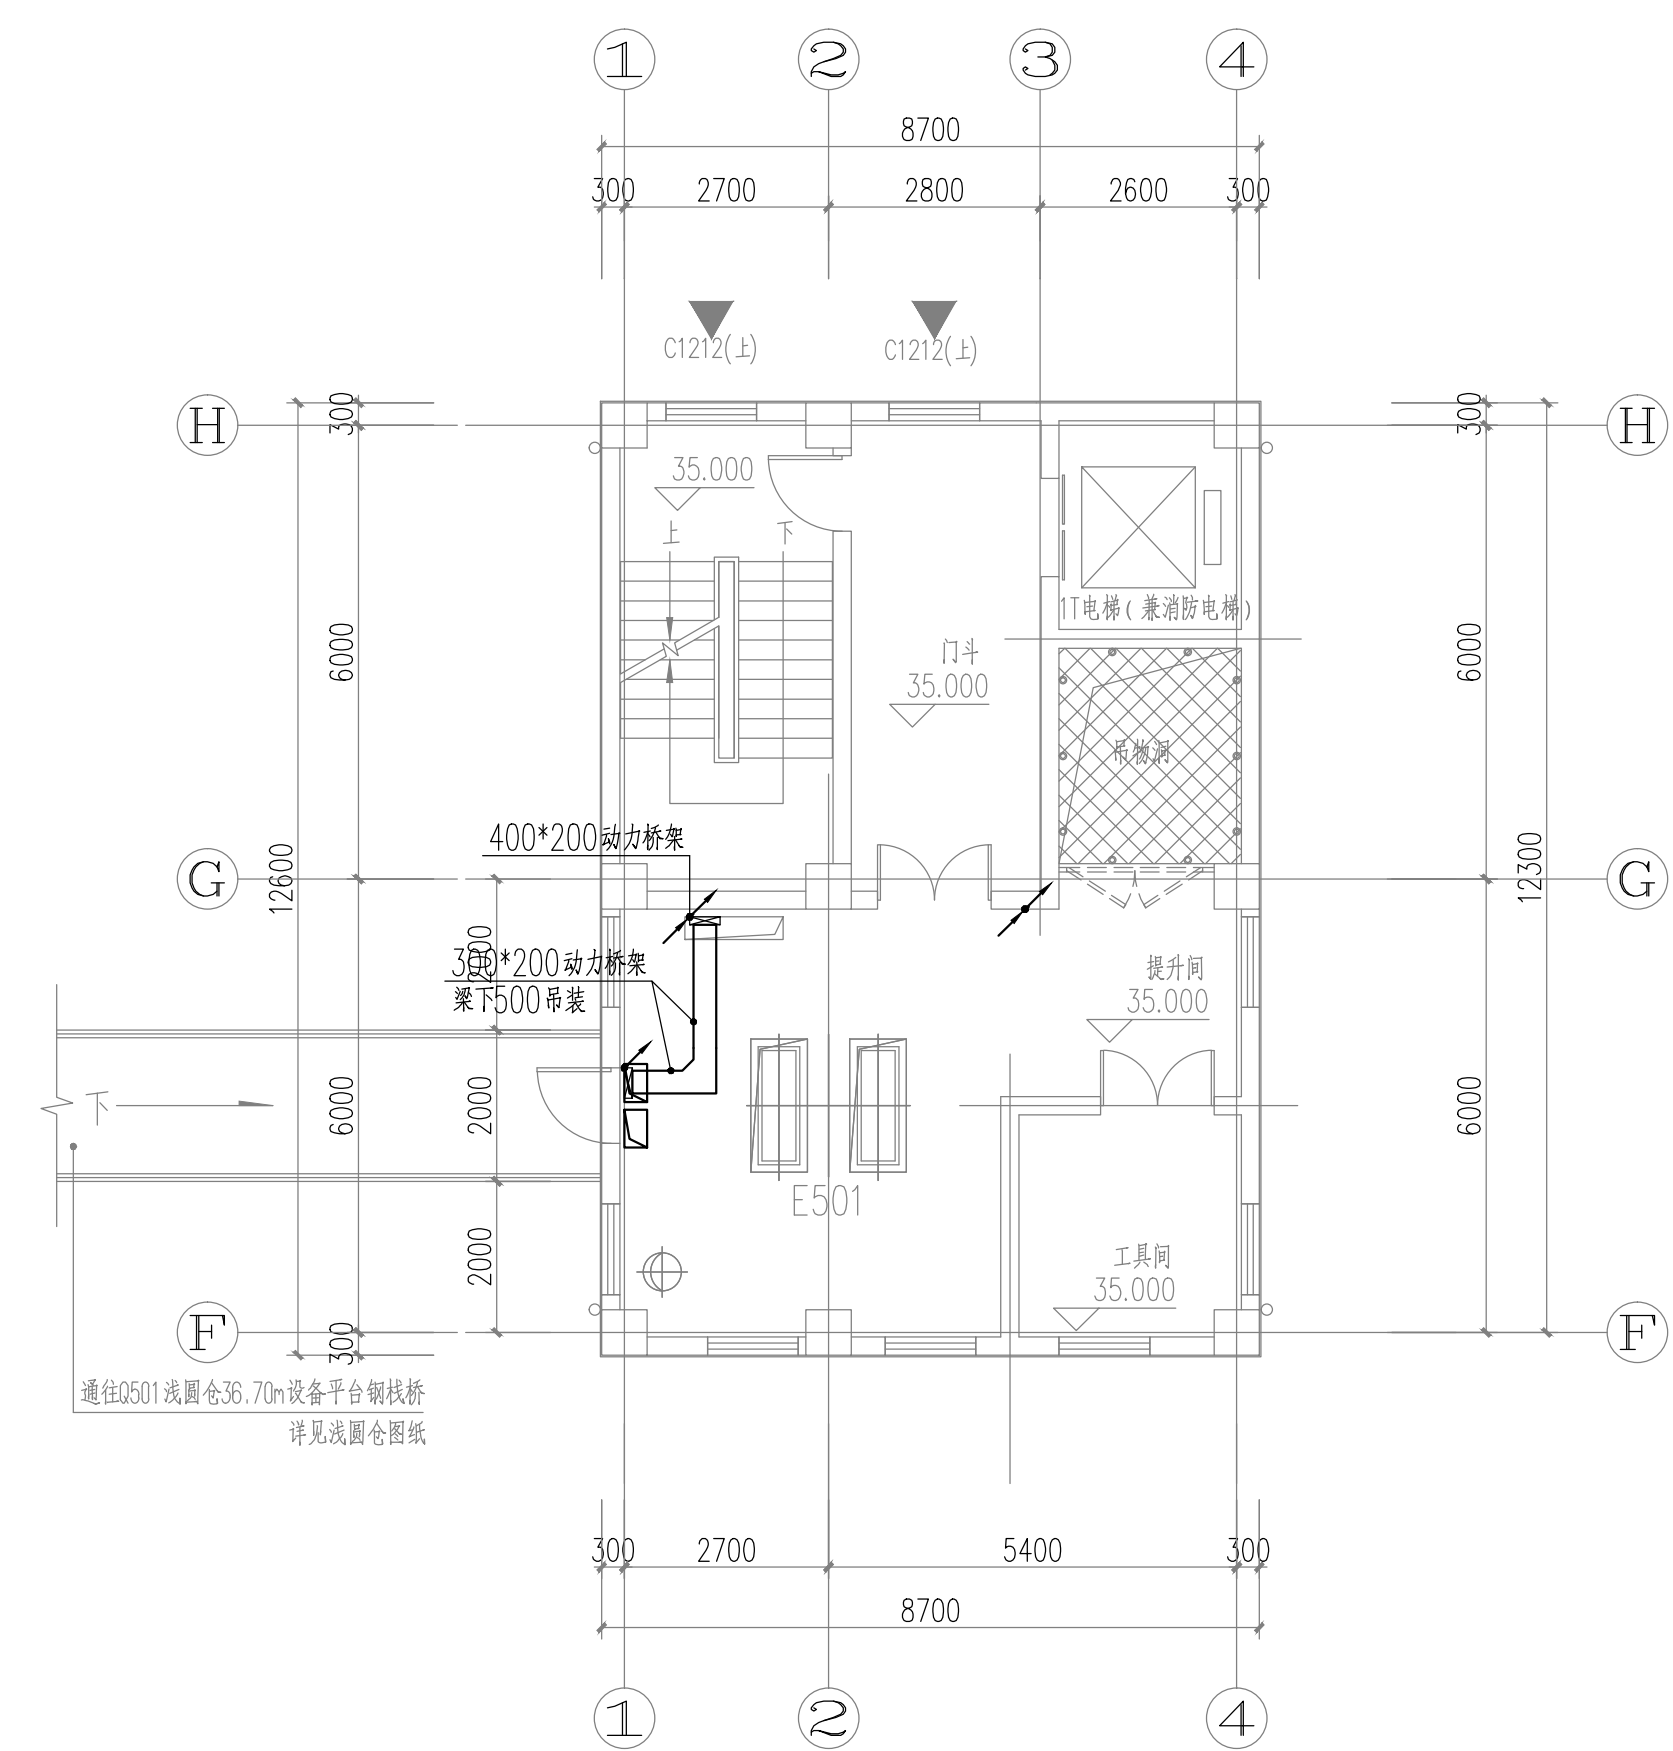 1 2 3 4
8700
300 2700 2800 2600 300
C1212(上) C1212(上)
H H
300 300
35.000
上 下
1T电梯(兼消防电梯)
6000 6000
门斗
35.000
吊物洞
400*200动力桥架
12600 12300
G G
2000
300*200动力桥架
梁下500吊装
提升间
35.000
下
6000 2000 6000
E501
2000
工具间
35.000
F F
300
通往Q501浅圆仓36.70m设备平台钢栈桥
详见浅圆仓图纸
300 2700 5400 300
8700
1 2 4